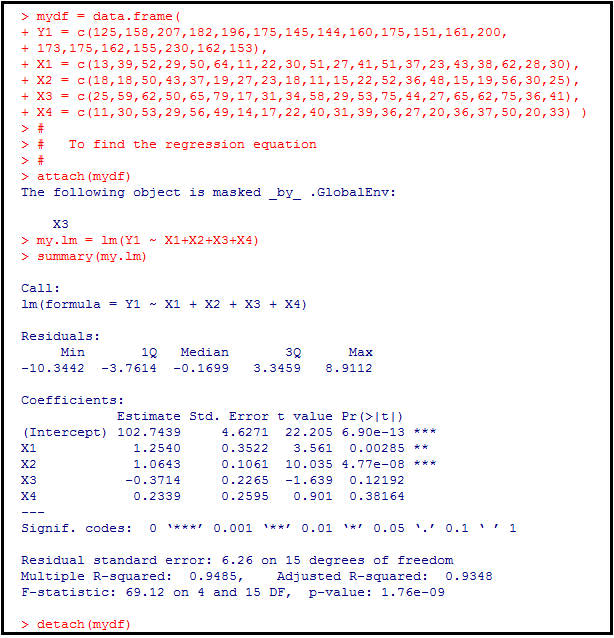 > mydf = data.frame(
+ Y1 = c(125,158,207,182,196,175,145,144,160,175,151,161,200,
+ 173,175,162,155,230,162,153),
+ X1 = c(13,39,52,29,50,64,11,22,30,51,27,41,51,37,23,43,38,62,28,30),
+ X2 = c(18,18,50,43,37,19,27,23,18,11,15,22,52,36,48,15,19,56,30,25),
+ X3 = c(25,59,62,50,65,79,17,31,34,58,29,53,75,44,27,65,62,75,36,41),
+ X4 = c(11,30,53,29,56,49,14,17,22,40,31,39,36,27,20,36,37,50,20,33) )
> #
> #   To find the regression equation
> #
> attach(mydf)
The following object is masked _by_ .GlobalEnv:
    X3
> my.lm = lm(Y1 ~ X1+X2+X3+X4)
> summary(my.lm)
Call:
lm(formula = Y1 ~ X1 + X2 + X3 + X4)
Residuals:
     Min       1Q   Median       3Q      Max
-10.3442  -3.7614  -0.1699   3.3459   8.9112
Coefficients:
            Estimate Std. Error t value Pr(>|t|)
(Intercept) 102.7439     4.6271  22.205 6.90e-13 ***
X1            1.2540     0.3522   3.561  0.00285 **
X2            1.0643     0.1061  10.035 4.77e-08 ***
X3           -0.3714     0.2265  -1.639  0.12192
X4            0.2339     0.2595   0.901  0.38164
---
Signif. codes:  0 ‘***’ 0.001 ‘**’ 0.01 ‘*’ 0.05 ‘.’ 0.1 ‘ ’ 1
Residual standard error: 6.26 on 15 degrees of freedom
Multiple R-squared:  0.9485,    Adjusted R-squared:  0.9348
F-statistic: 69.12 on 4 and 15 DF,  p-value: 1.76e-09
> detach(mydf)